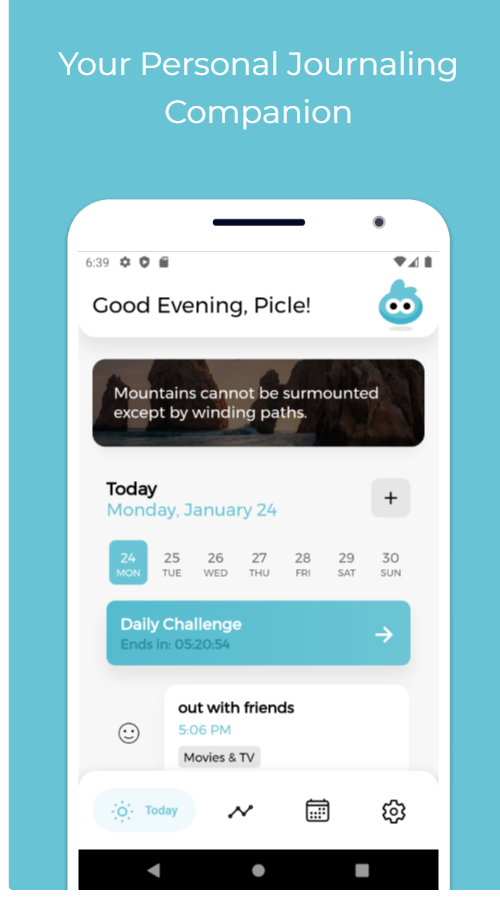 Your Personal Journaling
Companion
6:39
Good Evening, Picle!
Mountains cannot be surmounted
except by winding paths.
Today
Monday, January 24
+
24 25 26 27 28 29 30
MON TUE WED THU FRI SAT SUN
Daily Challenge
Ends in: 05:20:54
out with friends
5:06 PM
Movies & TV
Today